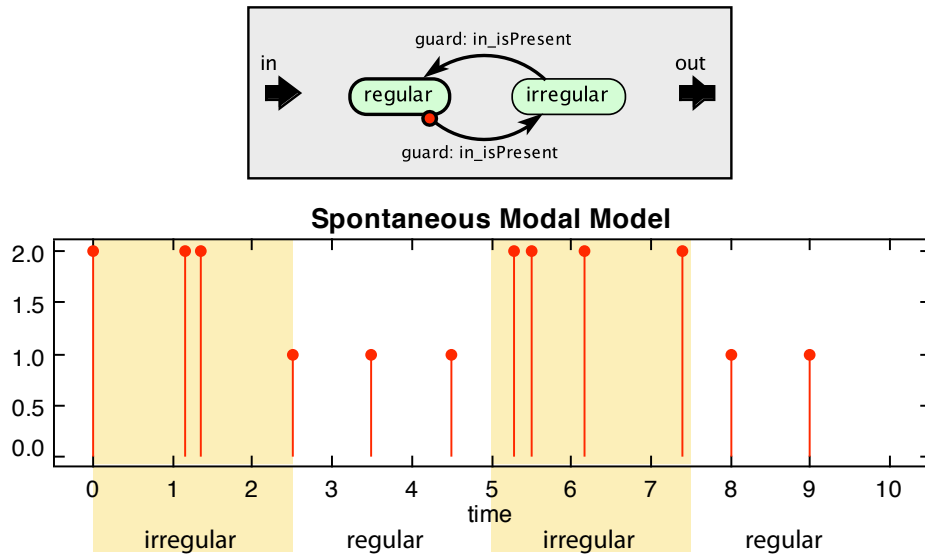 guard: in_isPresent
in
out
regular
irregular
guard: in_isPresent
Spontaneous Modal Model
2.0
1.5
1.0
0.5
0.0
0 1 2 3 4 5 6 7 8 9 10
time
irregular regular irregular regular